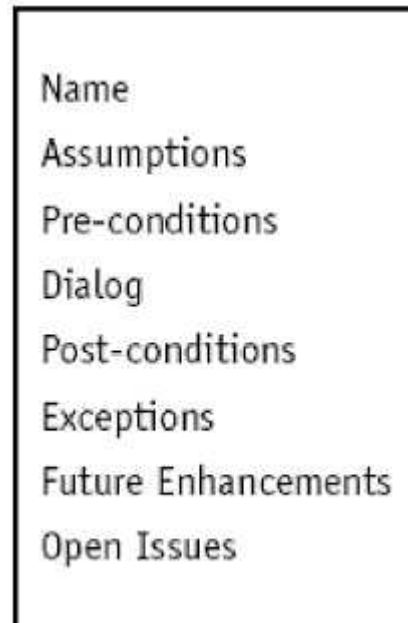 Name
Assumptions
Pre-conditions
Dialog
Post-conditions
Exceptions
Future Enhancements
Open Issues